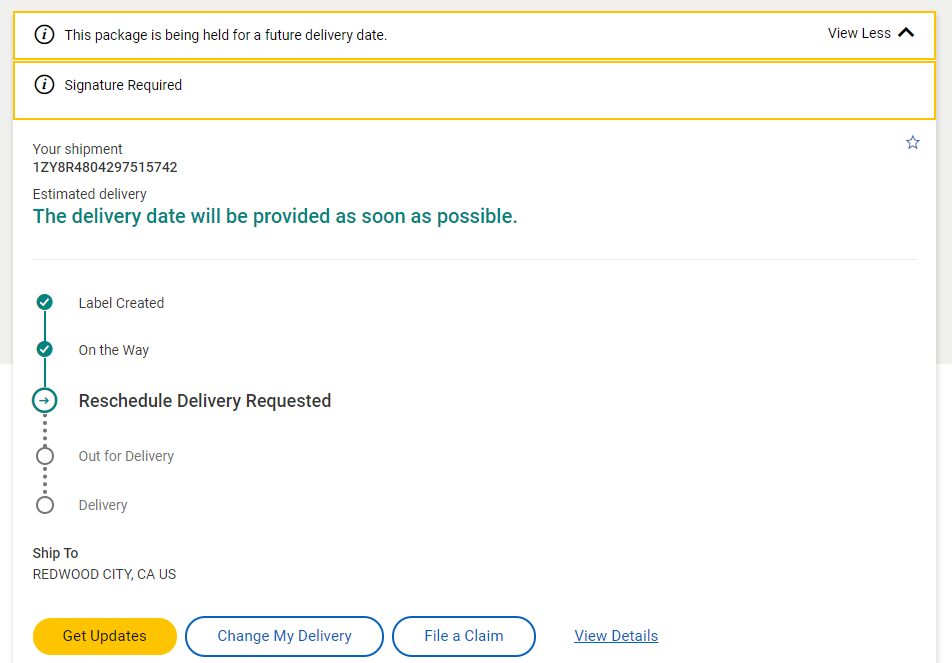 This package is being held for a future delivery date.
View Less
Signature Required
Your shipment
1ZY8R4804297515742
Estimated delivery
The delivery date will be provided as soon as possible.
Label Created
On the Way
Reschedule Delivery Requested
Out for Delivery
Delivery
Ship To
REDWOOD CITY, CA US
Get Updates
Change My Delivery
File a Claim
View Details